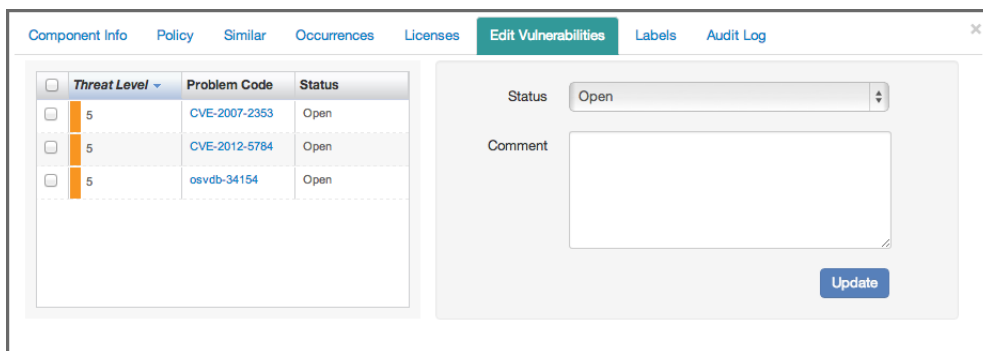 Component Info Policy Similar Occurrences Licenses Edit Vulnerabilities Labels Audit Log ×
Threat Level Problem Code Status
5 CVE-2007-2353 Open
5 CVE-2012-5784 Open
5 osvdb-34154 Open
Status Open
Comment
Update